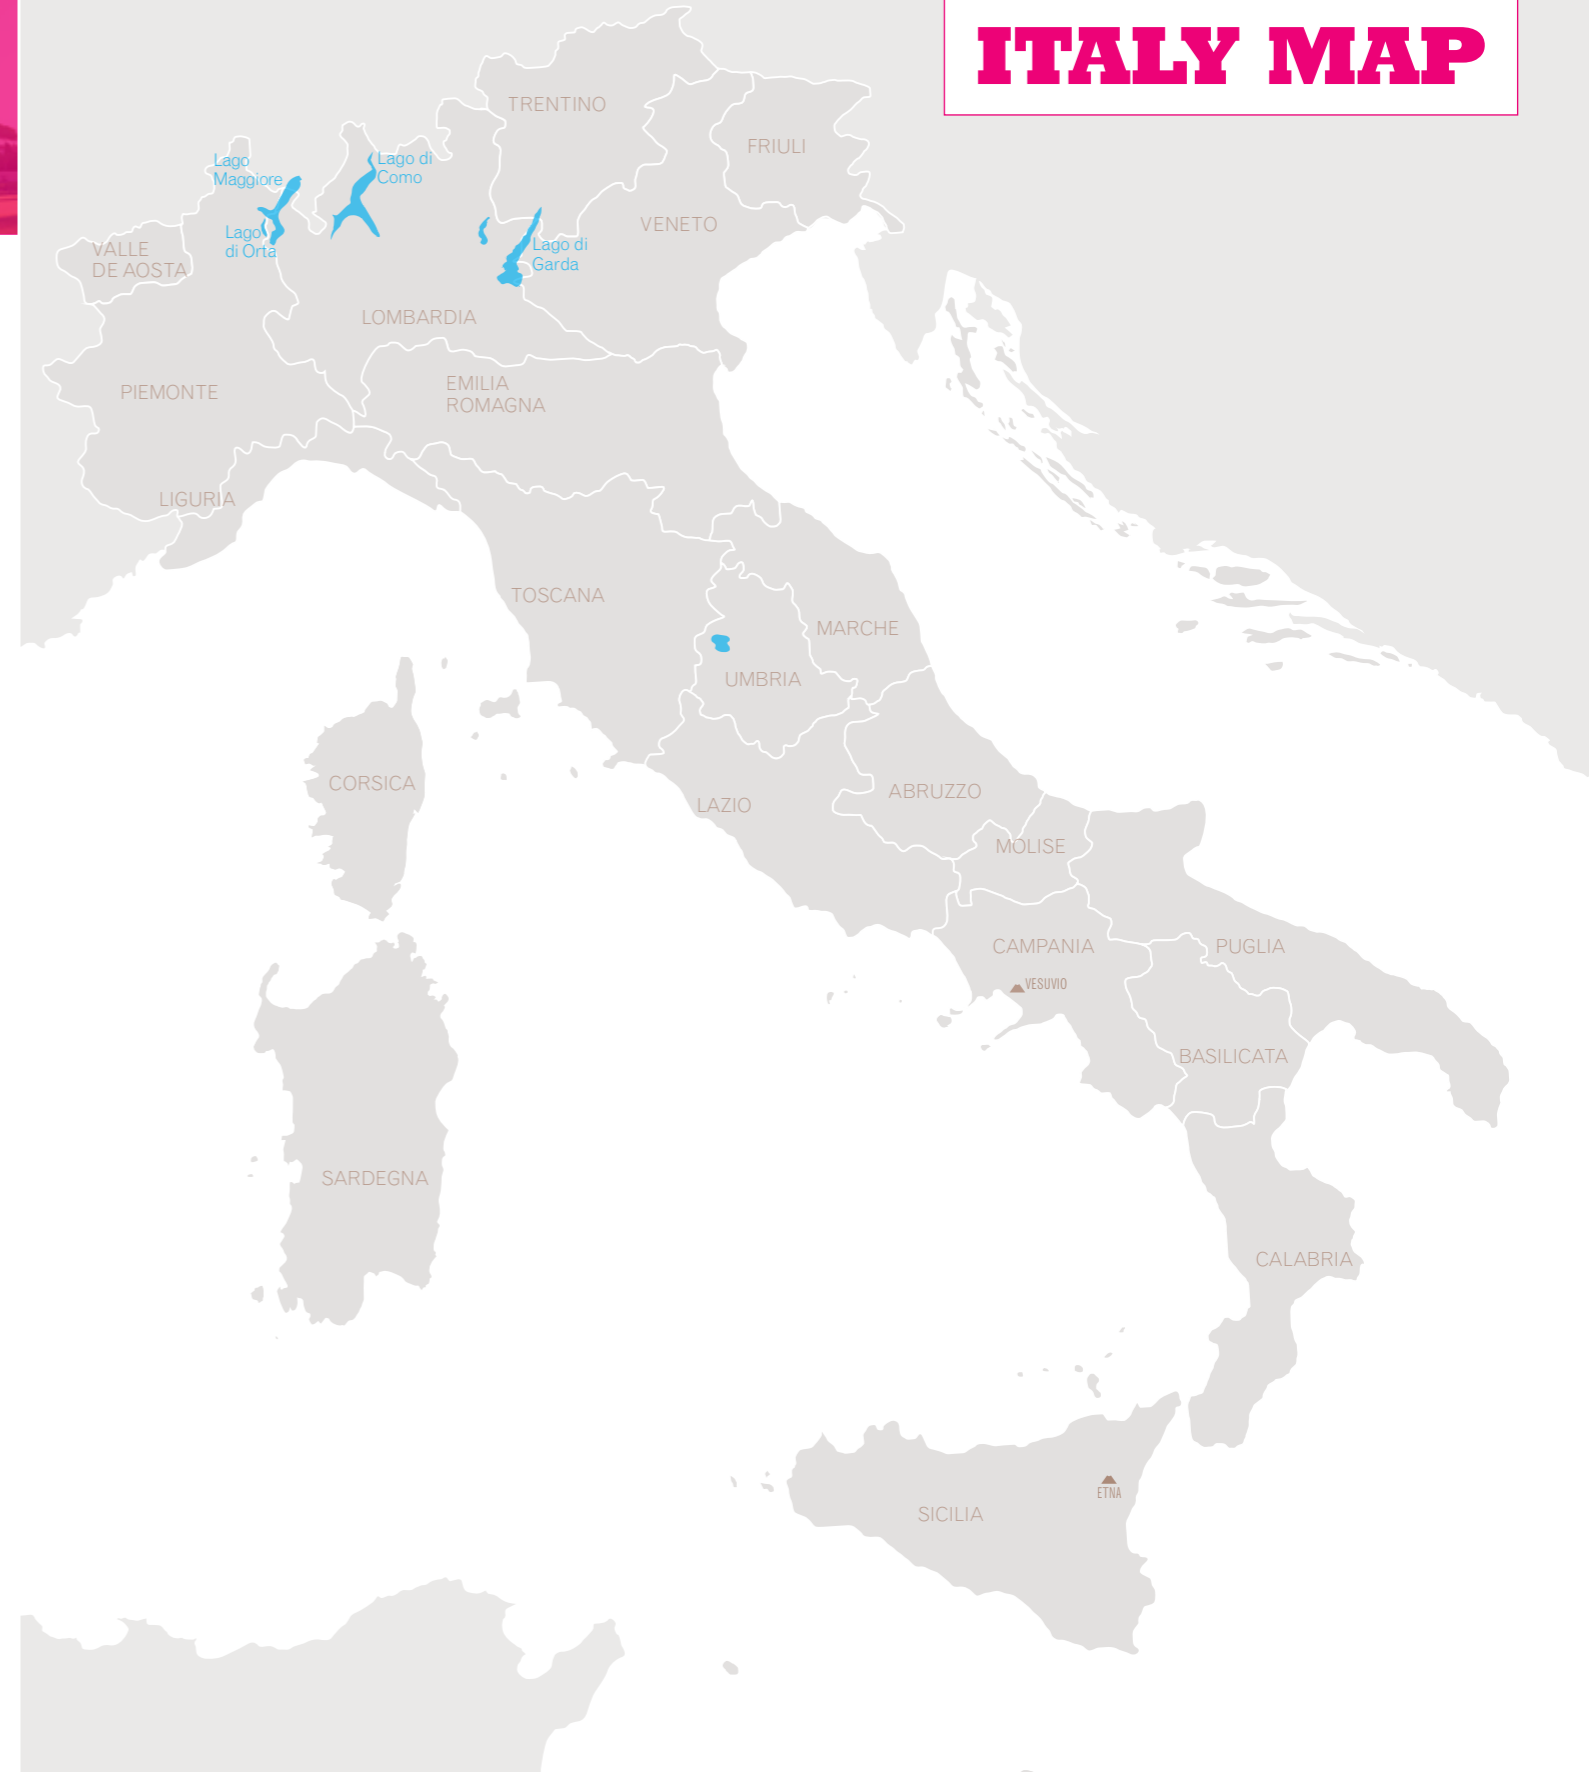 ITALY MAP
TRENTINO
FRIULI
Lago
Maggiore
Lago di
Como
VENETO
Lago
di Orta
Lago di
Garda
VALLE
DE AOSTA
LOMBARDIA
PIEMONTE
EMILIA
ROMAGNA
LIGURIA
TOSCANA
MARCHE
UMBRIA
CORSICA
LAZIO
ABRUZZO
MOLISE
CAMPANIA
PUGLIA
VESUVIO
BASILICATA
SARDEGNA
CALABRIA
ETNA
SICILIA